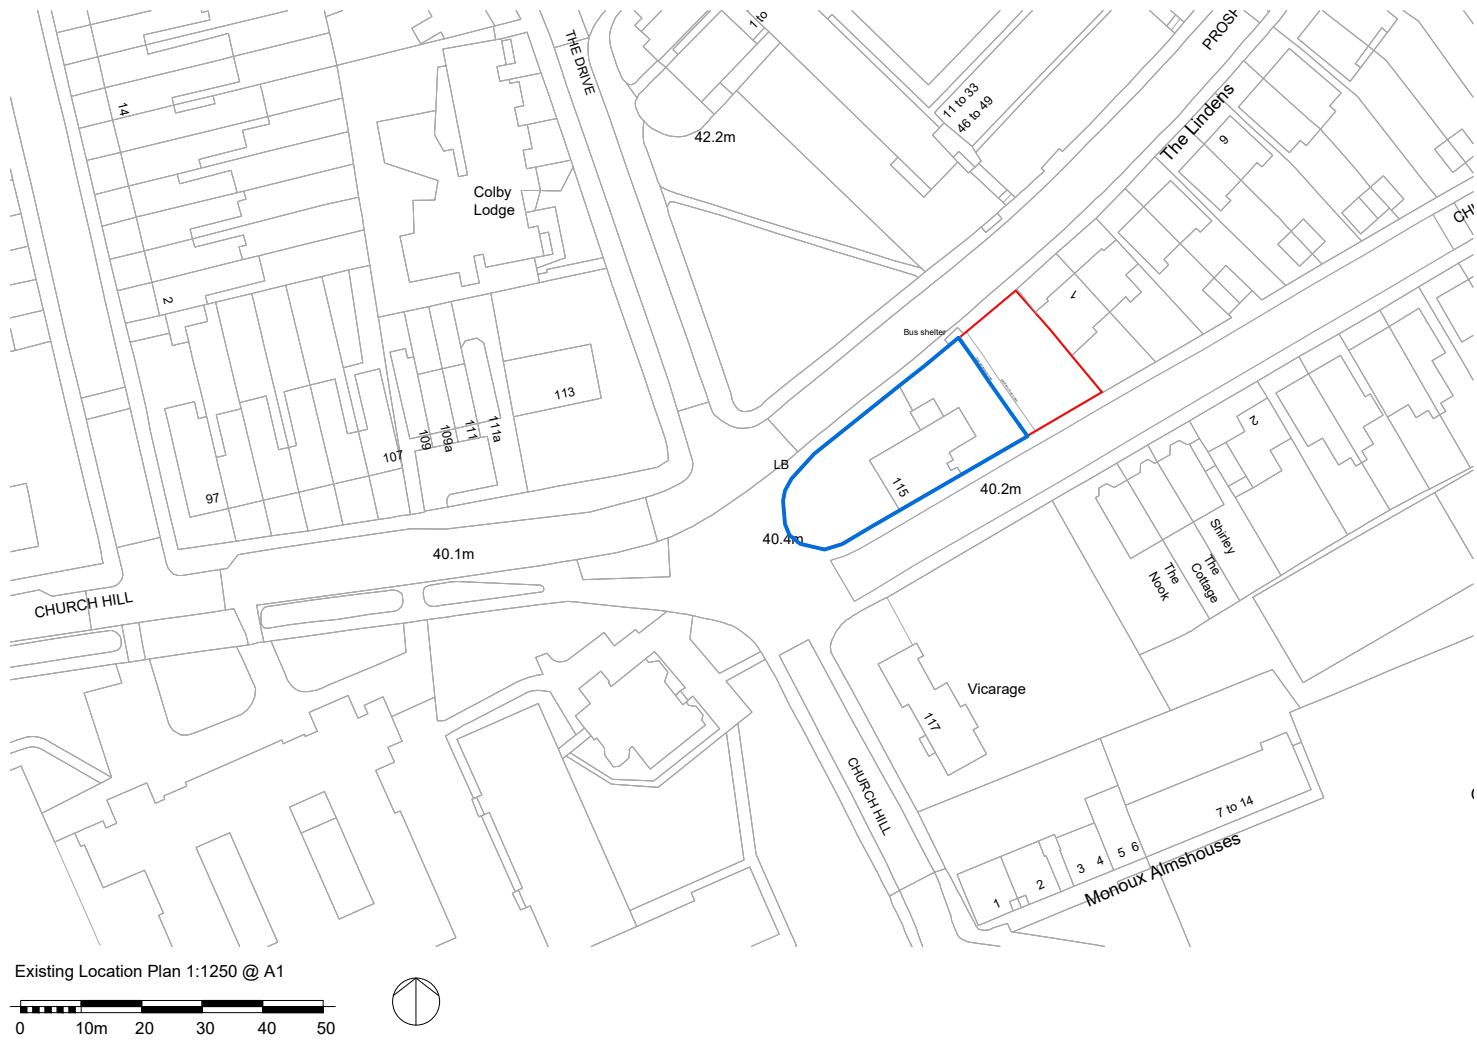 1 to
PROSP
THE DRIVE
14
11 to 33
46 to 49
The Lindens
42.2m
9
Colby
Lodge
CHU
2
1
Bus shelter
113
109
109a
111
111a
107
97
LB
115
40.2m
2
40.4m
40.1m
Shirley
The
Cottage
The
Nook
CHURCH HILL
Vicarage
117
CHURCH HILL
7 to 14
1
2
3
4
5
6
Monoux Almshouses
Existing Location Plan 1:1250 @ A1
0
10m
20
30
40
50